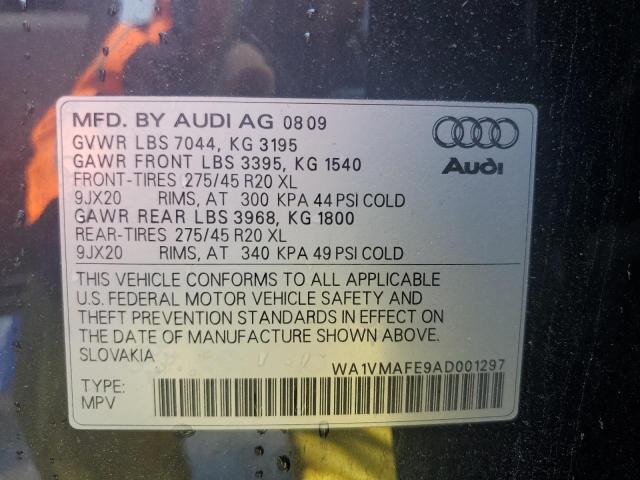 MFD. BY AUDI AG 08 09
GVWR LBS 7044, KG 3195
GAWR FRONT LBS 3395, KG 1540
FRONT-TIRES 275/45 R20 XL
9JX20 RIMS, AT 300 KPA 44 PSI COLD
GAWR REAR LBS 3968, KG 1800
REAR-TIRES 275/45 R20 XL
9JX20 RIMS, AT 340 KPA 49 PSI COLD
Audi
THIS VEHICLE CONFORMS TO ALL APPLICABLE
U.S. FEDERAL MOTOR VEHICLE SAFETY AND
THEFT PREVENTION STANDARDS IN EFFECT ON
THE DATE OF MANUFACTURE SHOWN ABOVE.
SLOVAKIA
WA1VMAFE9AD001297
TYPE:
MPV